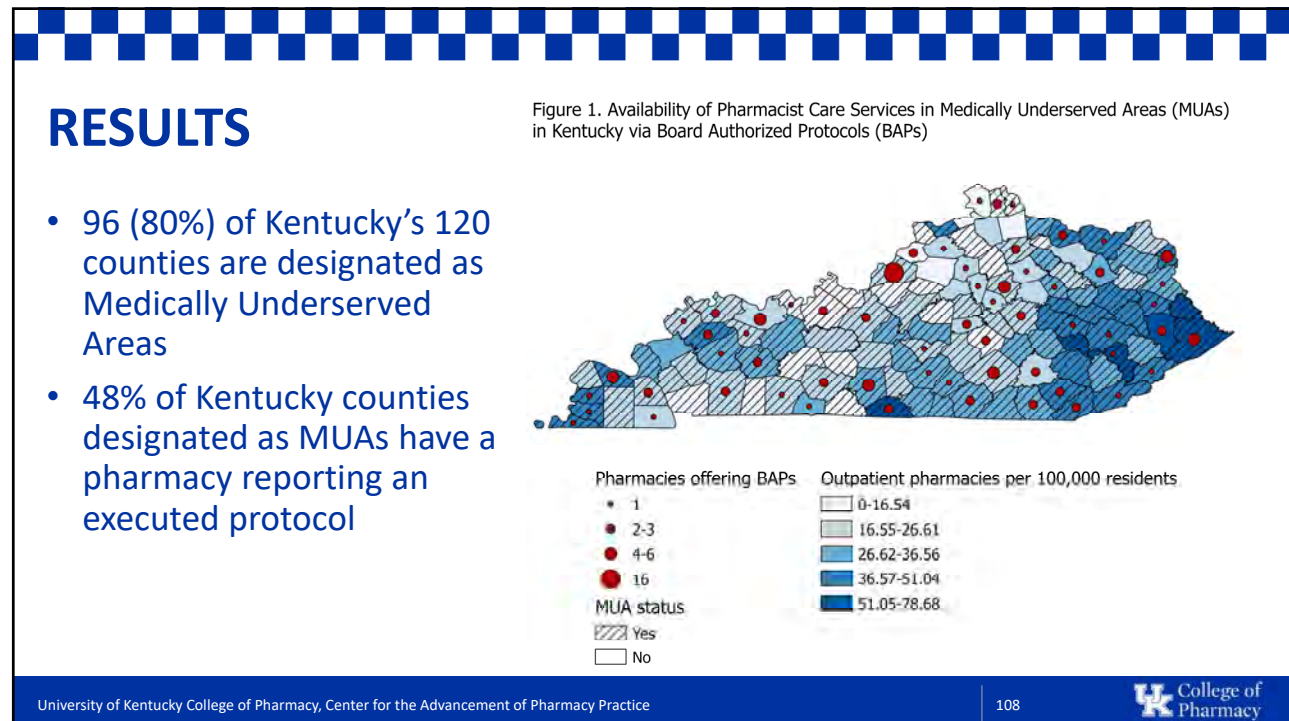 RESULTS
• 96 (80%) of Kentucky’s 120
counties are designated as
Medically Underserved
Areas
• 48% of Kentucky counties
designated as MUAs have a
pharmacy reporting an
executed protocol
Figure 1. Availability of Pharmacist Care Services in Medically Underserved Areas (MUAs)
in Kentucky via Board Authorized Protocols (BAPs)
Pharmacies offering BAPs
1
2-3
4-6
16
MUA status
Yes
No
Outpatient pharmacies per 100,000 residents
0-16.54
16.55-26.61
26.62-36.56
36.57-51.04
51.05-78.68
University of Kentucky College of Pharmacy, Center for the Advancement of Pharmacy Practice
108
UK College of
Pharmacy